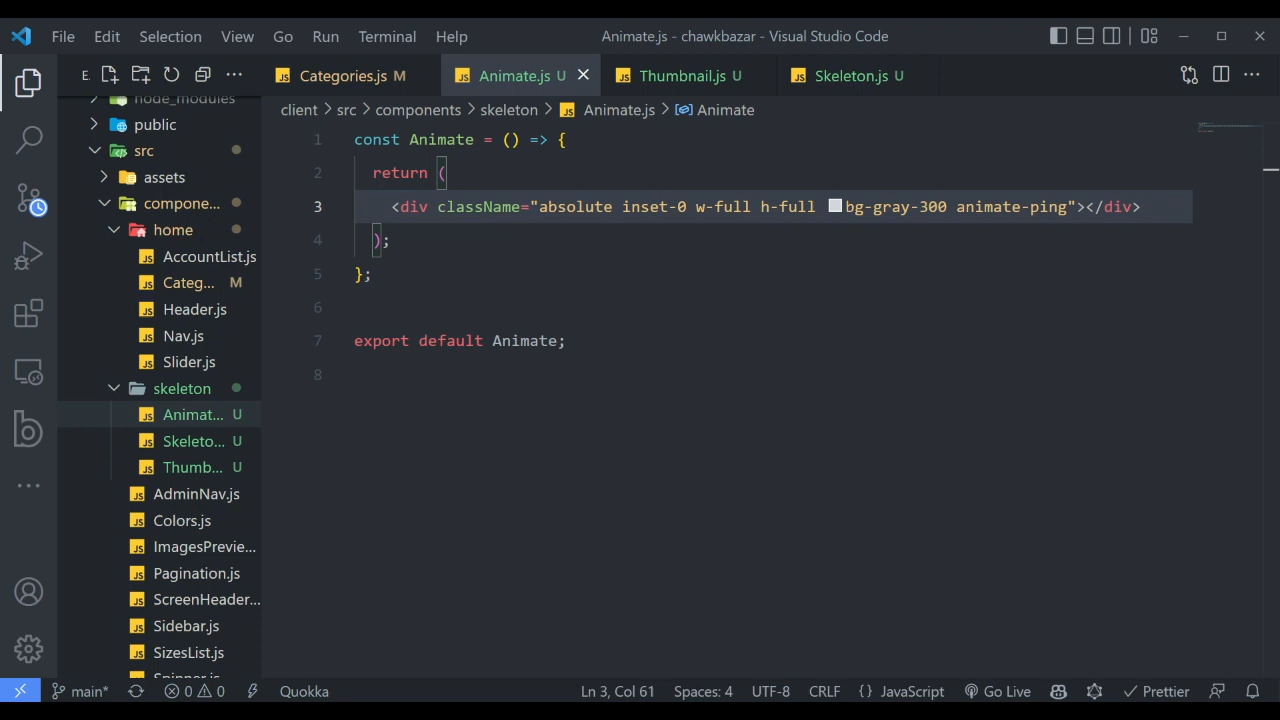 File Edit Selection View Go Run Terminal Help Animate.js - chawkbazar - Visual Studio Code
E. ... Categories.js M Animate.js U Thumbnail.js U Skeleton.js U ...
client > src > components > skeleton > Animate.js > Animate
node_modules
public
src
assets
compone...
home
AccountList.js
Categ... M
Header.js
Nav.js
Slider.js
skeleton
Animat... U
Skeleto... U
Thumb... U
AdminNav.js
Colors.js
ImagesPrevie...
Pagination.js
ScreenHeader...
Sidebar.js
SizesList.js
Spinner.js
1 const Animate = () => {
2 return (
3 <div className="absolute inset-0 w-full h-full bg-gray-300 animate-ping"></div>
4 );
5 };
6
7 export default Animate;
8
main* 0 0 Quokka Ln 3, Col 61 Spaces: 4 UTF-8 CRLF {} JavaScript Go Live Prettier